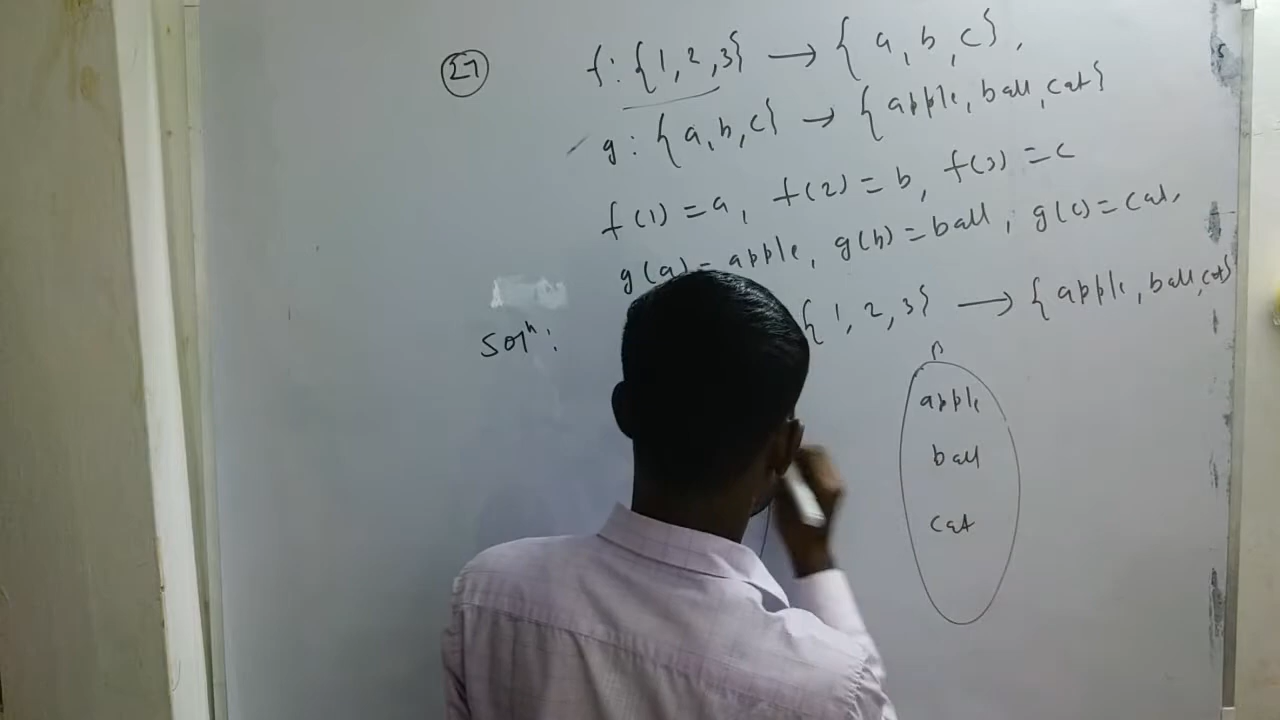 27 f: {1, 2, 3} → {a, b, c},
g: {a, b, c} → {apple, ball, cat}
f(1) = a, f(2) = b, f(3) = c
g(a) = apple, g(b) = ball, g(c) = cat,
Solⁿ: {1, 2, 3} → {apple, ball, cat}
apple
ball
cat